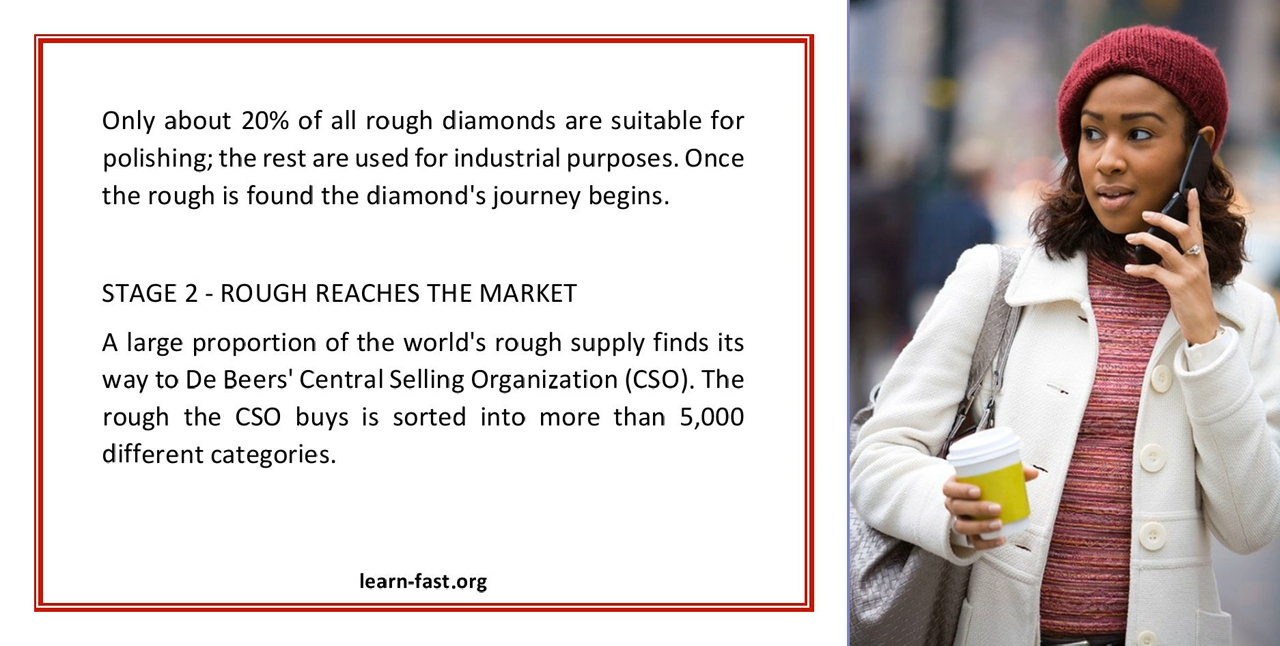 Only about 20% of all rough diamonds are suitable for
polishing; the rest are used for industrial purposes. Once
the rough is found the diamond's journey begins.
STAGE 2 - ROUGH REACHES THE MARKET
A large proportion of the world's rough supply finds its
way to De Beers' Central Selling Organization (CSO). The
rough the CSO buys is sorted into more than 5,000
different categories.
learn-fast.org